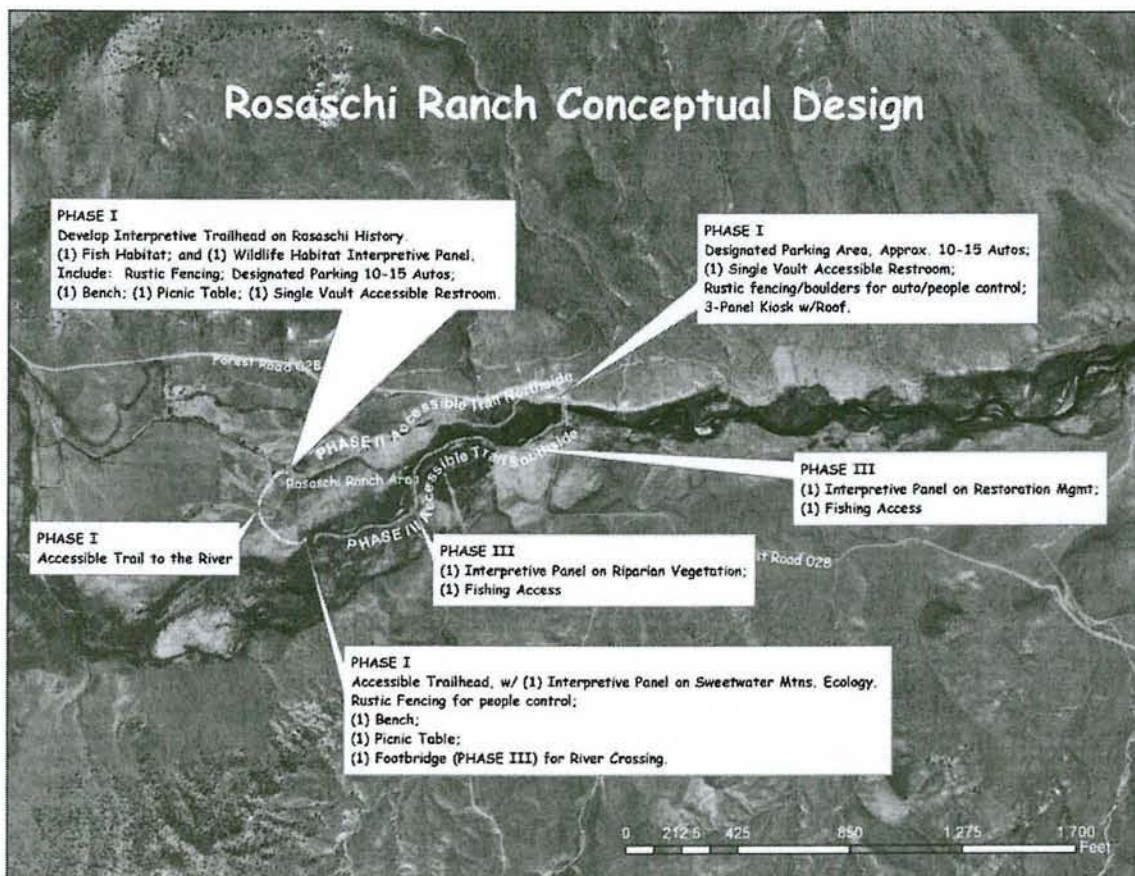 Rosaschi Ranch Conceptual Design
PHASE I
Develop Interpretive Trailhead on Rosaschi History.
(1) Fish Habitat; and (1) Wildlife Habitat Interpretive Panel.
Include: Rustic Fencing; Designated Parking 10-15 Autos;
(1) Bench; (1) Picnic Table; (1) Single Vault Accessible Restroom.
PHASE I
Designated Parking Area, Approx. 10-15 Autos;
(1) Single Vault Accessible Restroom;
Rustic fencing/boulders for auto/people control;
3-Panel Kiosk w/Roof.
Forest Road 028
PHASE II Accessible Trail Northside
Rosaschi Ranch Area
PHASE III Accessible Trail Southside
PHASE III
(1) Interpretive Panel on Restoration Mgmt;
(1) Fishing Access
PHASE I
Accessible Trail to the River
PHASE III
(1) Interpretive Panel on Riparian Vegetation;
(1) Fishing Access
st Road 028
PHASE I
Accessible Trailhead, w/ (1) Interpretive Panel on Sweetwater Mtns. Ecology.
Rustic Fencing for people control;
(1) Bench;
(1) Picnic Table;
(1) Footbridge (PHASE III) for River Crossing.
0 212.5 425 850 1,275 1,700
Feet